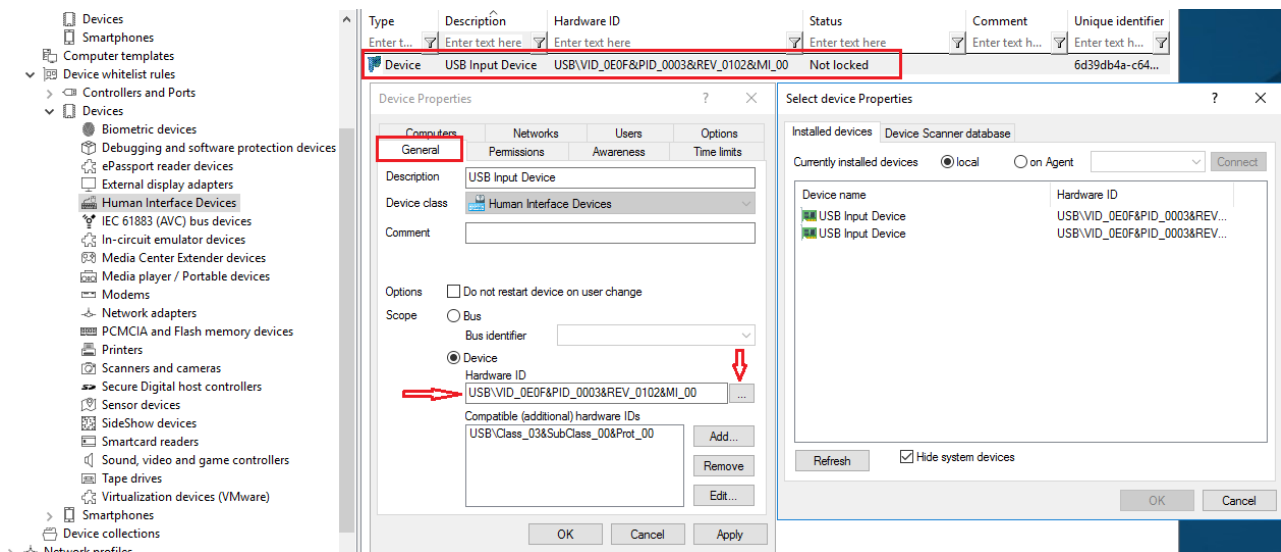 Devices
Smartphones
Computer templates
Device whitelist rules
Controllers and Ports
Devices
Biometric devices
Debugging and software protection devices
ePassport reader devices
External display adapters
Human Interface Devices
IEC 61883 (AVC) bus devices
In-circuit emulator devices
Media Center Extender devices
Media player / Portable devices
Modems
Network adapters
PCMCIA and Flash memory devices
Printers
Scanners and cameras
Secure Digital host controllers
Sensor devices
SideShow devices
Smartcard readers
Sound, video and game controllers
Tape drives
Virtualization devices (VMware)
Smartphones
Device collections
Network profiles
Type Description Hardware ID Status Comment Unique identifier
Enter t... Enter text here Enter text here Enter text here Enter text h... Enter text h...
Device USB Input Device USB\VID_0E0F&PID_0003&REV_0102&MI_00 Not locked 6d39db4a-c64...
Device Properties ?
Computers Networks Users Options
General Permissions Awareness Time limits
Description USB Input Device
Device class Human Interface Devices
Comment
Options Do not restart device on user change
Scope Bus
Bus identifier
Device
Hardware ID
USB\VID_0E0F&PID_0003&REV_0102&MI_00 ...
Compatible (additional) hardware IDs
USB\Class_03&SubClass_00&Prot_00
Add...
Remove
Edit...
OK Cancel Apply
Select device Properties ?
Installed devices Device Scanner database
Currently installed devices local on Agent Connect
Device name Hardware ID
USB Input Device USB\VID_0E0F&PID_0003&REV...
USB Input Device USB\VID_0E0F&PID_0003&REV...
Refresh Hide system devices
OK Cancel